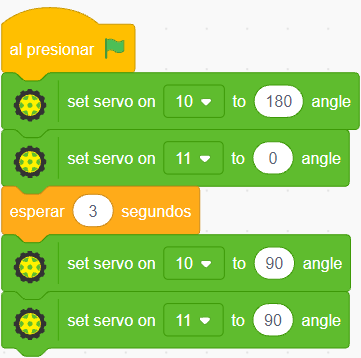 al presionar
set servo on 10 to 180 angle
set servo on 11 to 0 angle
esperar 3 segundos
set servo on 10 to 90 angle
set servo on 11 to 90 angle